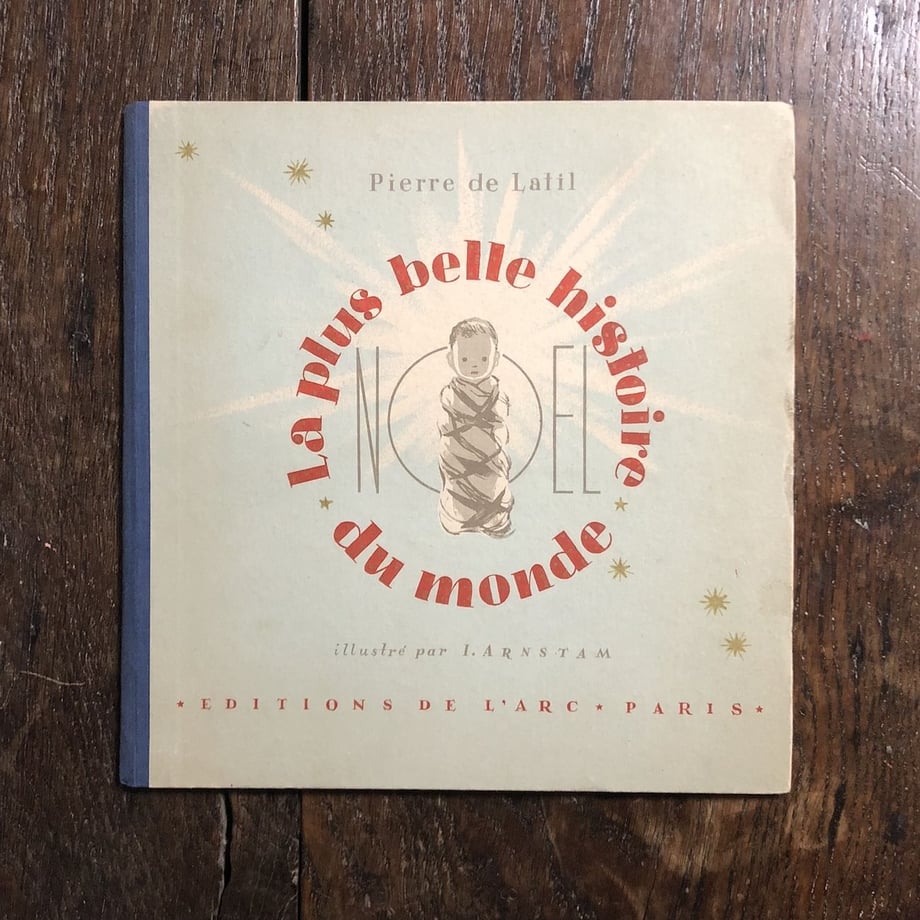 Pierre de Latil
La plus belle histoire
NOEL
du monde
illustré par I. ARNSTAM
* EDITIONS DE L'ARC * PARIS *